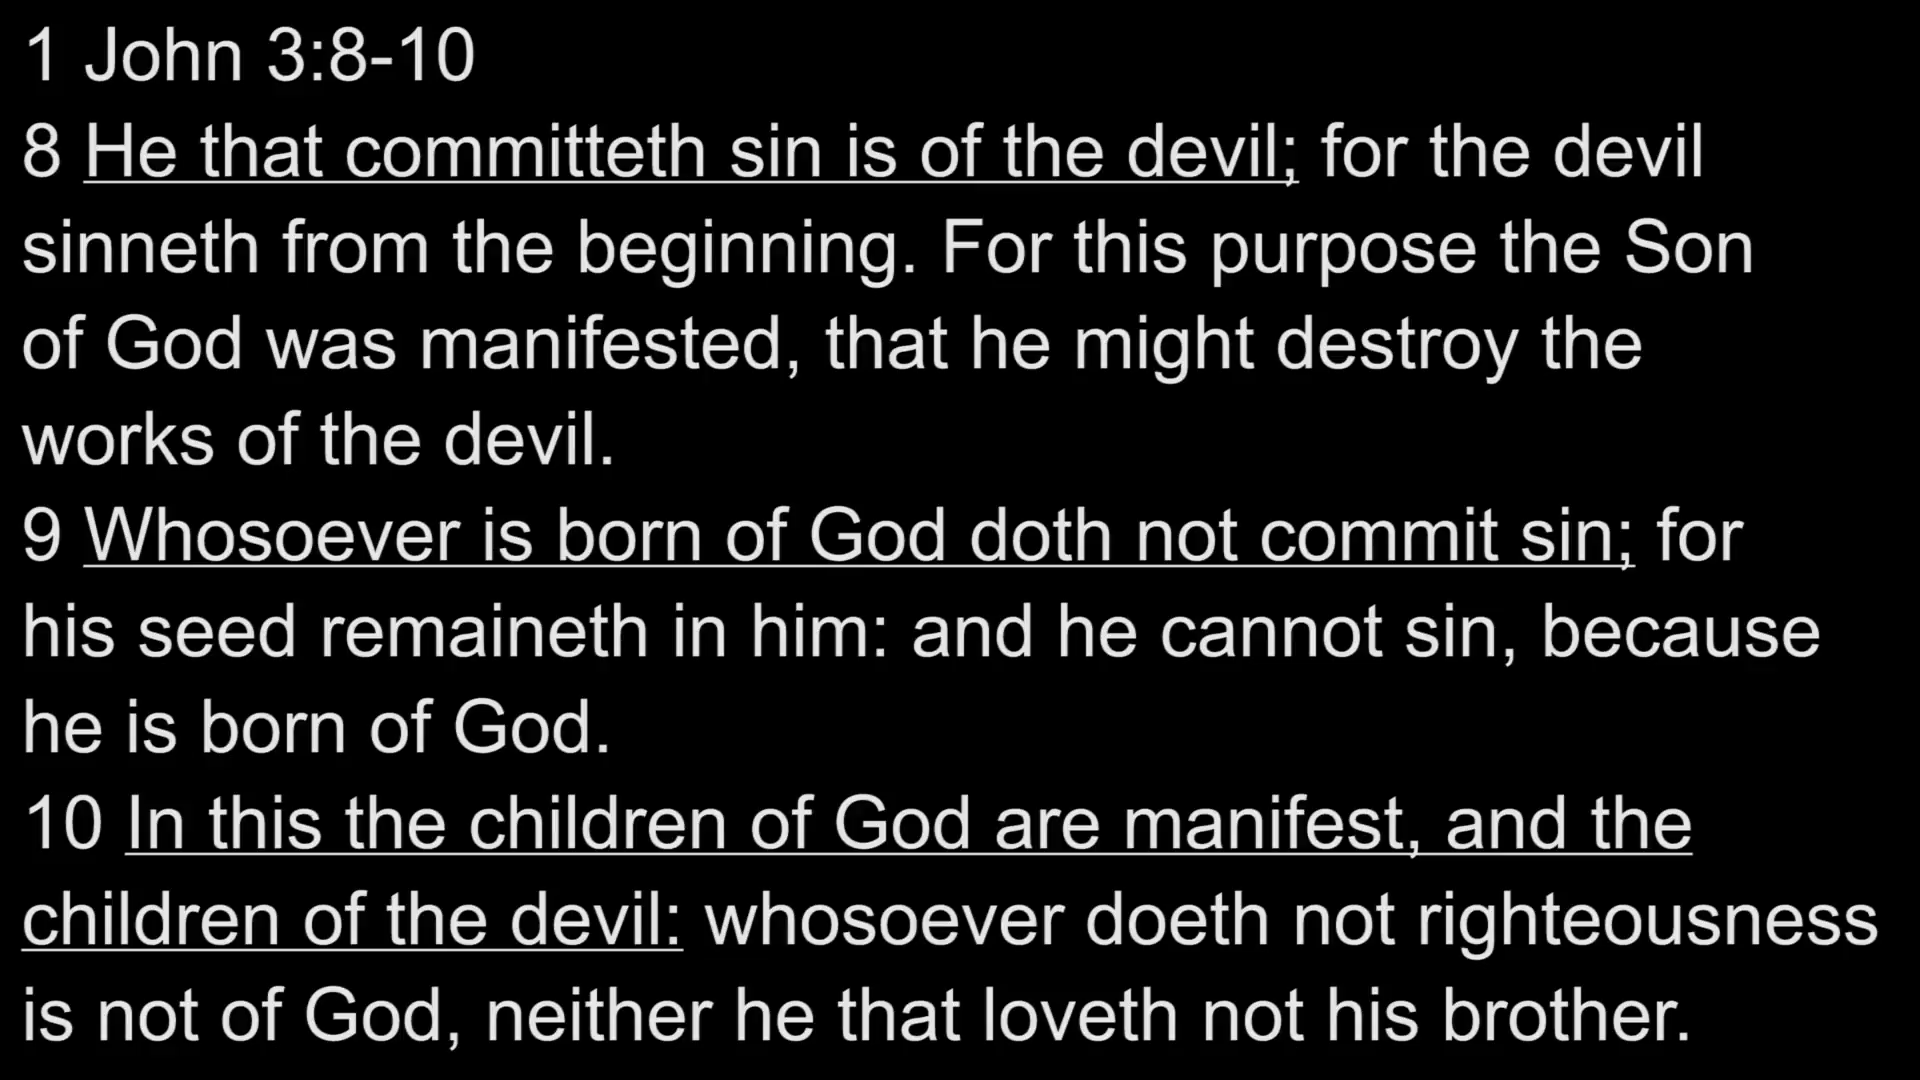 1 John 3:8-10
8 He that committeth sin is of the devil; for the devil
sinneth from the beginning. For this purpose the Son
of God was manifested, that he might destroy the
works of the devil.
9 Whosoever is born of God doth not commit sin; for
his seed remaineth in him: and he cannot sin, because
he is born of God.
10 In this the children of God are manifest, and the
children of the devil: whosoever doeth not righteousness
is not of God, neither he that loveth not his brother.